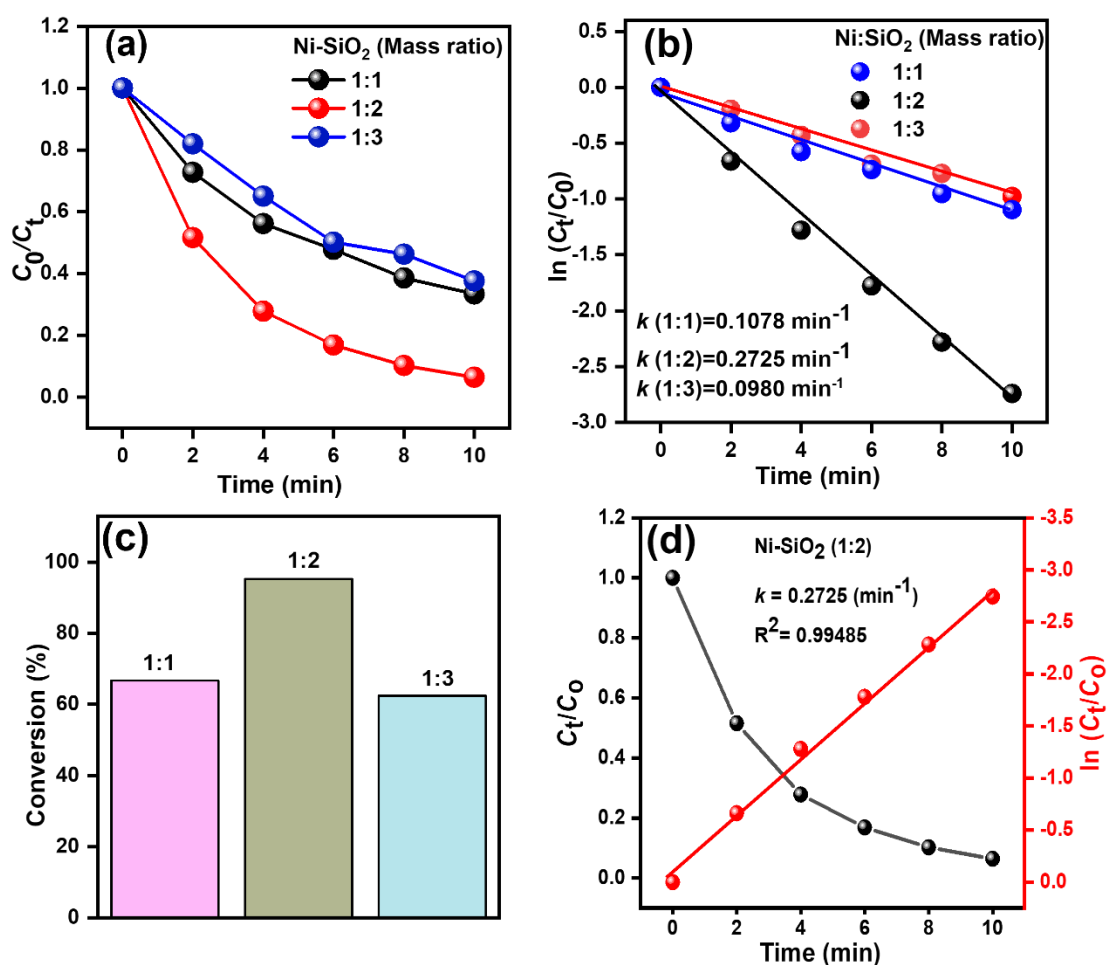 (a)
Ni-SiO₂ (Mass ratio)
1:1
1:2
1:3
C₀/Cₜ
1.2
1.0
0.8
0.6
0.4
0.2
0.0
0 2 4 6 8 10
Time (min)
(b)
Ni:SiO₂ (Mass ratio)
1:1
1:2
1:3
ln (Cₜ/C₀)
0.5
0.0
-0.5
-1.0
-1.5
-2.0
-2.5
-3.0
k (1:1)=0.1078 min⁻¹
k (1:2)=0.2725 min⁻¹
k (1:3)=0.0980 min⁻¹
0 2 4 6 8 10
Time (min)
(c)
Conversion (%)
100
80
60
40
20
0
1:1
1:2
1:3
(d)
Ni-SiO₂ (1:2)
k = 0.2725 (min⁻¹)
R²= 0.99485
Cₜ/Cₒ
1.2
1.0
0.8
0.6
0.4
0.2
0.0
ln (Cₜ/Cₒ)
-3.5
-3.0
-2.5
-2.0
-1.5
-1.0
-0.5
0.0
0 2 4 6 8 10
Time (min)